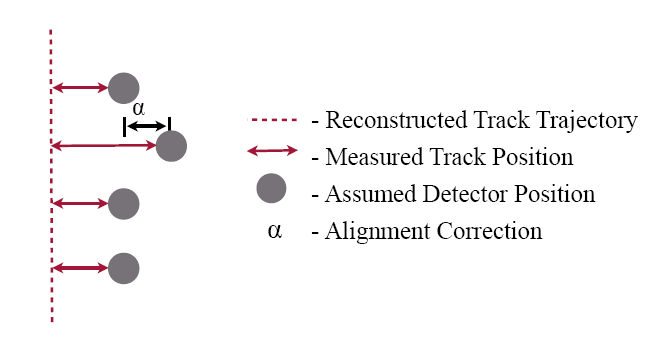 α
- Reconstructed Track Trajectory
- Measured Track Position
- Assumed Detector Position
α - Alignment Correction